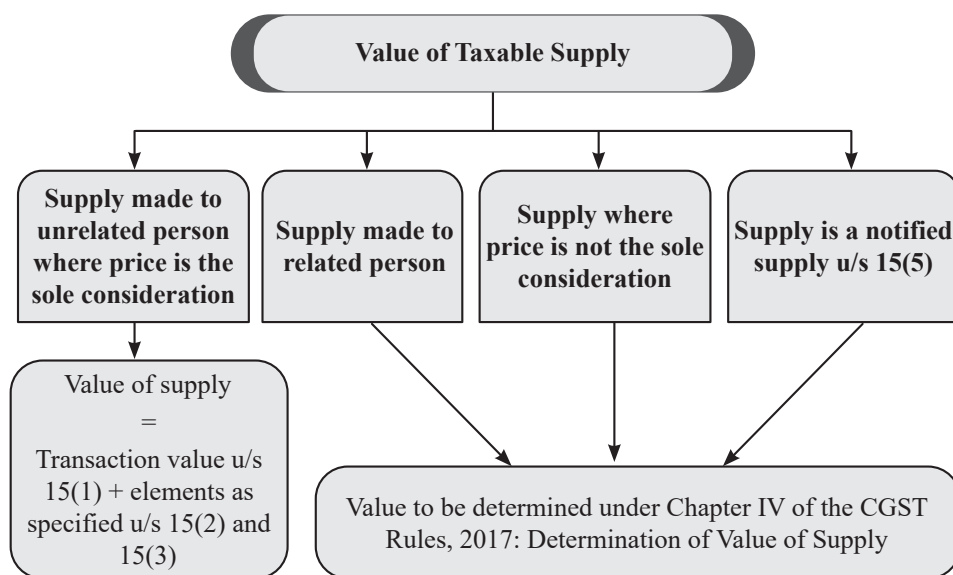 Value of Taxable Supply
Supply made to
unrelated person
where price is the
sole consideration
Supply made to
related person
Supply where
price is not the sole
consideration
Supply is a notified
supply u/s 15(5)
Value of supply
=
Transaction value u/s
15(1) + elements as
specified u/s 15(2) and
15(3)
Value to be determined under Chapter IV of the CGST
Rules, 2017: Determination of Value of Supply